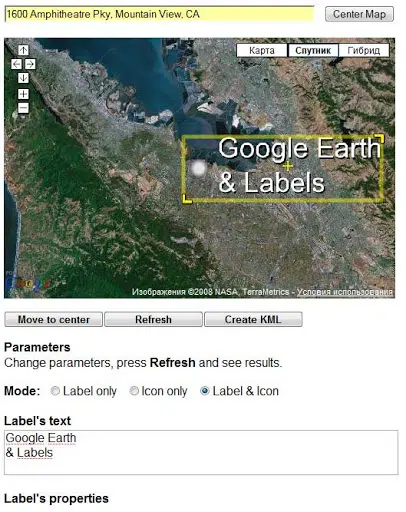 1600 Amphitheatre Pky, Mountain View, CA
Center Map
Карта
Спутник
Гибрид
Google Earth
& Labels
Изображения ©2008 NASA, TerraMetrics - Условия использования
Move to center
Refresh
Create KML
Parameters
Change parameters, press Refresh and see results.
Mode: Label only Icon only Label & Icon
Label's text
Google Earth
& Labels
Label's properties